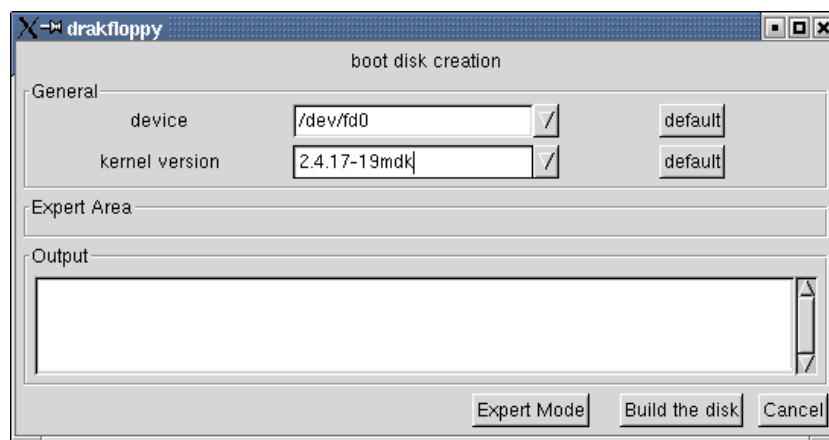 drakfloppy
boot disk creation
General
device /dev/fd0 default
kernel version 2.4.17-19mdk default
Expert Area
Output
Expert Mode Build the disk Cancel